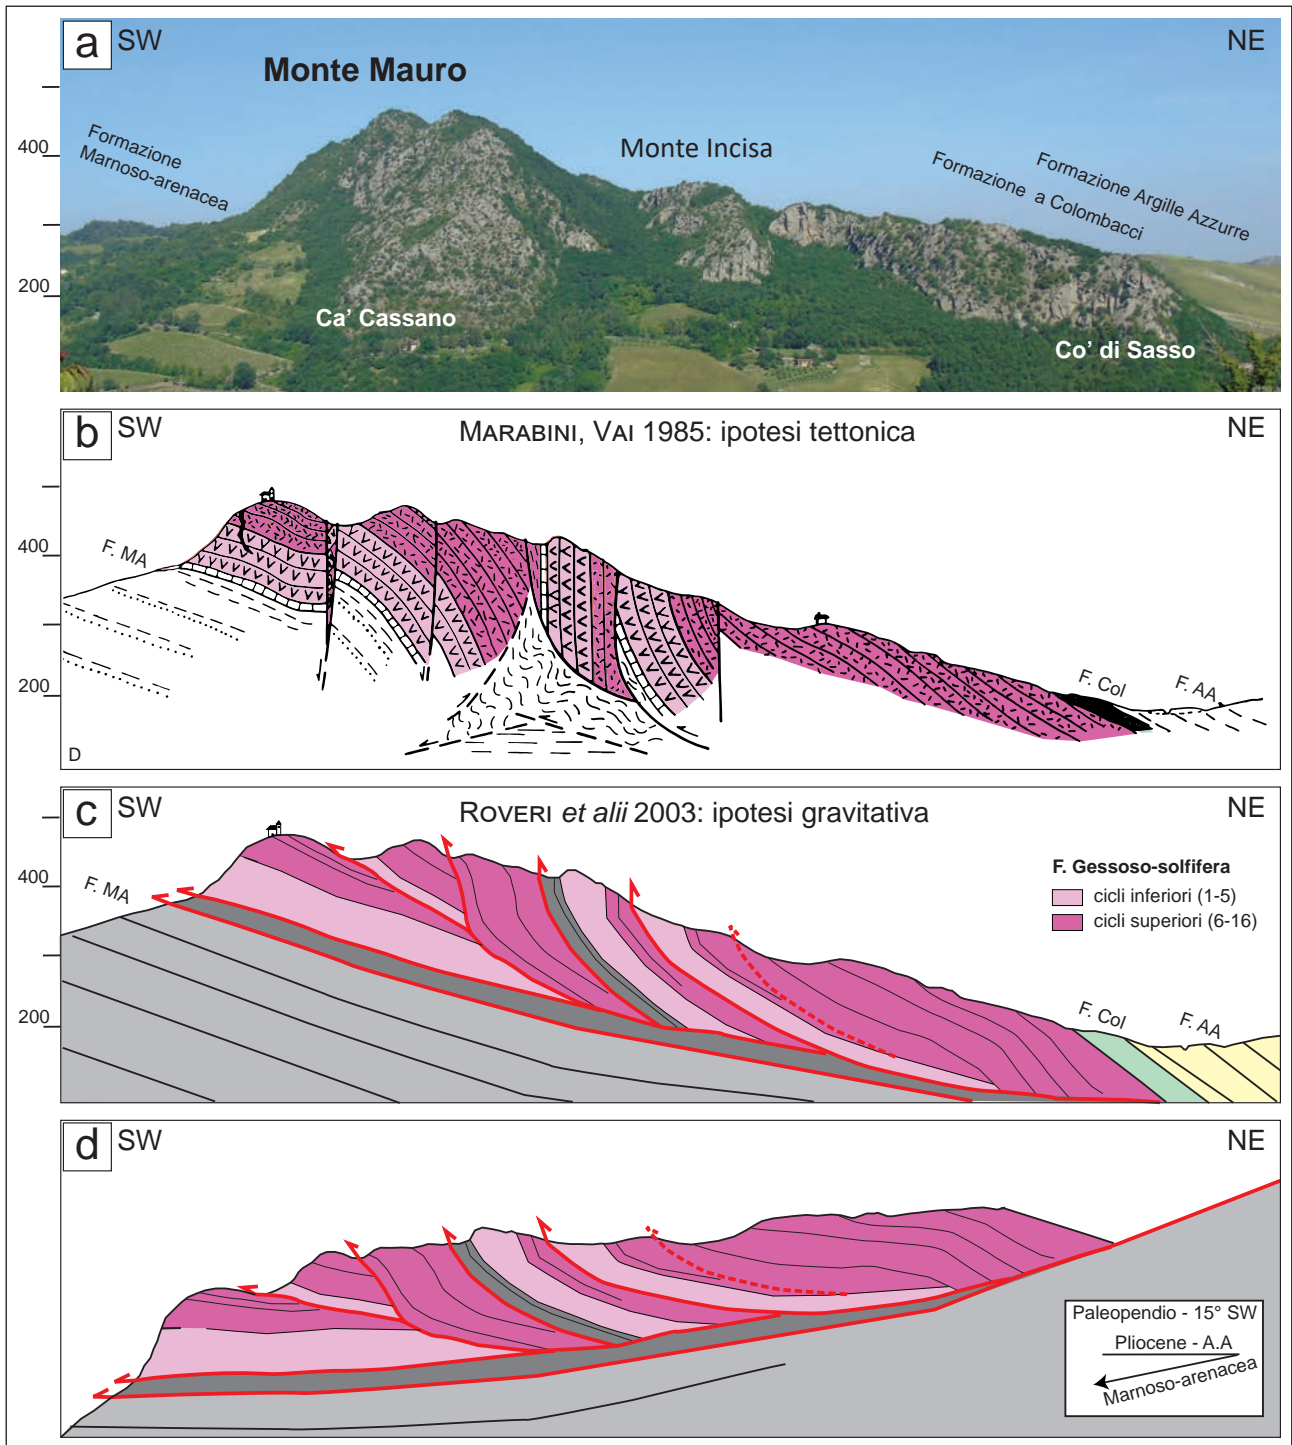 a SW
NE
Monte Mauro
Formazione
Marnoso-arenacea
Monte Incisa
Formazione Argille Azzurre
Formazione a Colombacci
400
200
Ca' Cassano
Co' di Sasso
b SW
MARABINI, VAI 1985: ipotesi tettonica
NE
400
200
F. MA
F. Col
F. AA
D
c SW
ROVERI et alii 2003: ipotesi gravitativa
NE
F. Gessoso-solfifera
cicli inferiori (1-5)
cicli superiori (6-16)
400
200
F. MA
F. Col
F. AA
d SW
NE
Paleopendio - 15° SW
Pliocene - A.A
Marnoso-arenacea